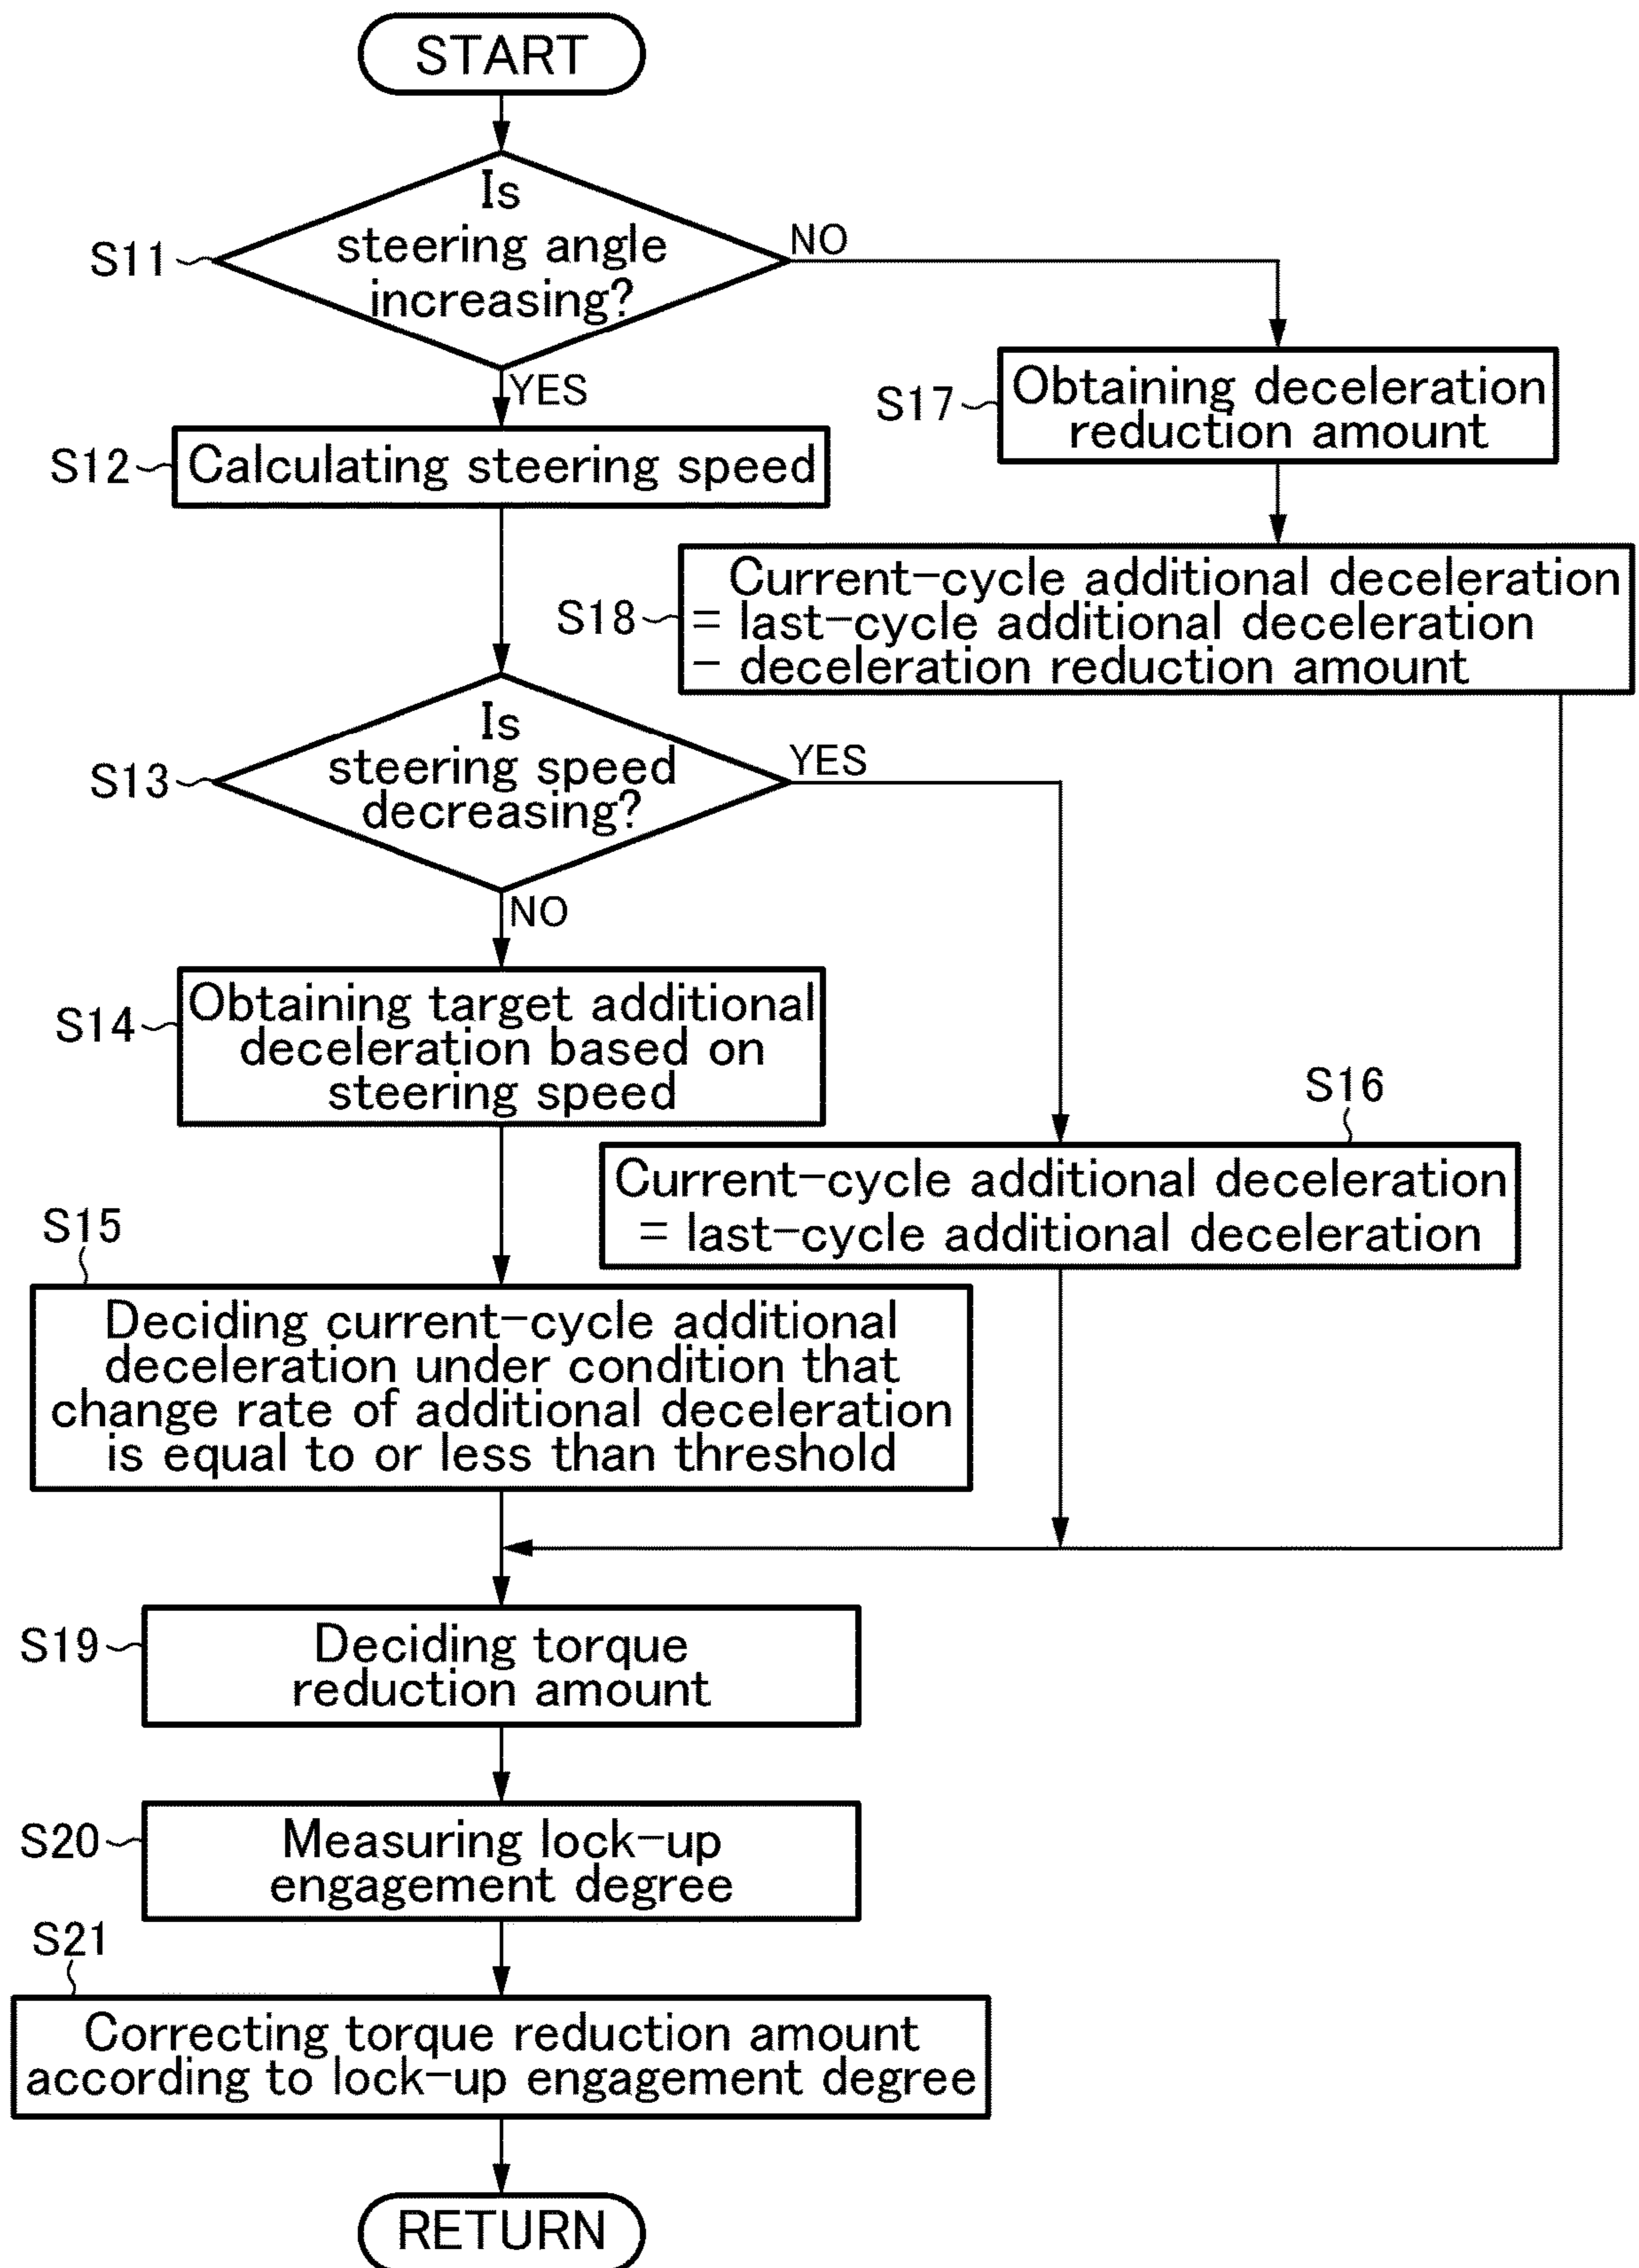 START
Is
steering angle
increasing?
S11
NO
YES
S17
Obtaining deceleration
reduction amount
S12
Calculating steering speed
S18
Current-cycle additional deceleration
= last-cycle additional deceleration
- deceleration reduction amount
Is
steering speed
decreasing?
S13
YES
NO
S14
Obtaining target additional
deceleration based on
steering speed
S16
Current-cycle additional deceleration
= last-cycle additional deceleration
S15
Deciding current-cycle additional
deceleration under condition that
change rate of additional deceleration
is equal to or less than threshold
S19
Deciding torque
reduction amount
S20
Measuring lock-up
engagement degree
S21
Correcting torque reduction amount
according to lock-up engagement degree
RETURN